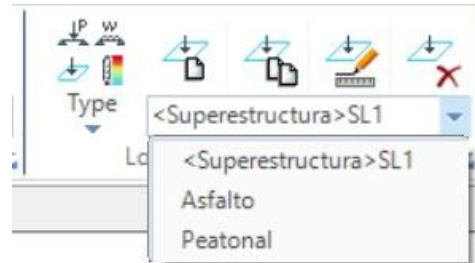 P W
Type
<Superestructura>SL1
Lo
<Superestructura>SL1
Asfalto
Peatonal